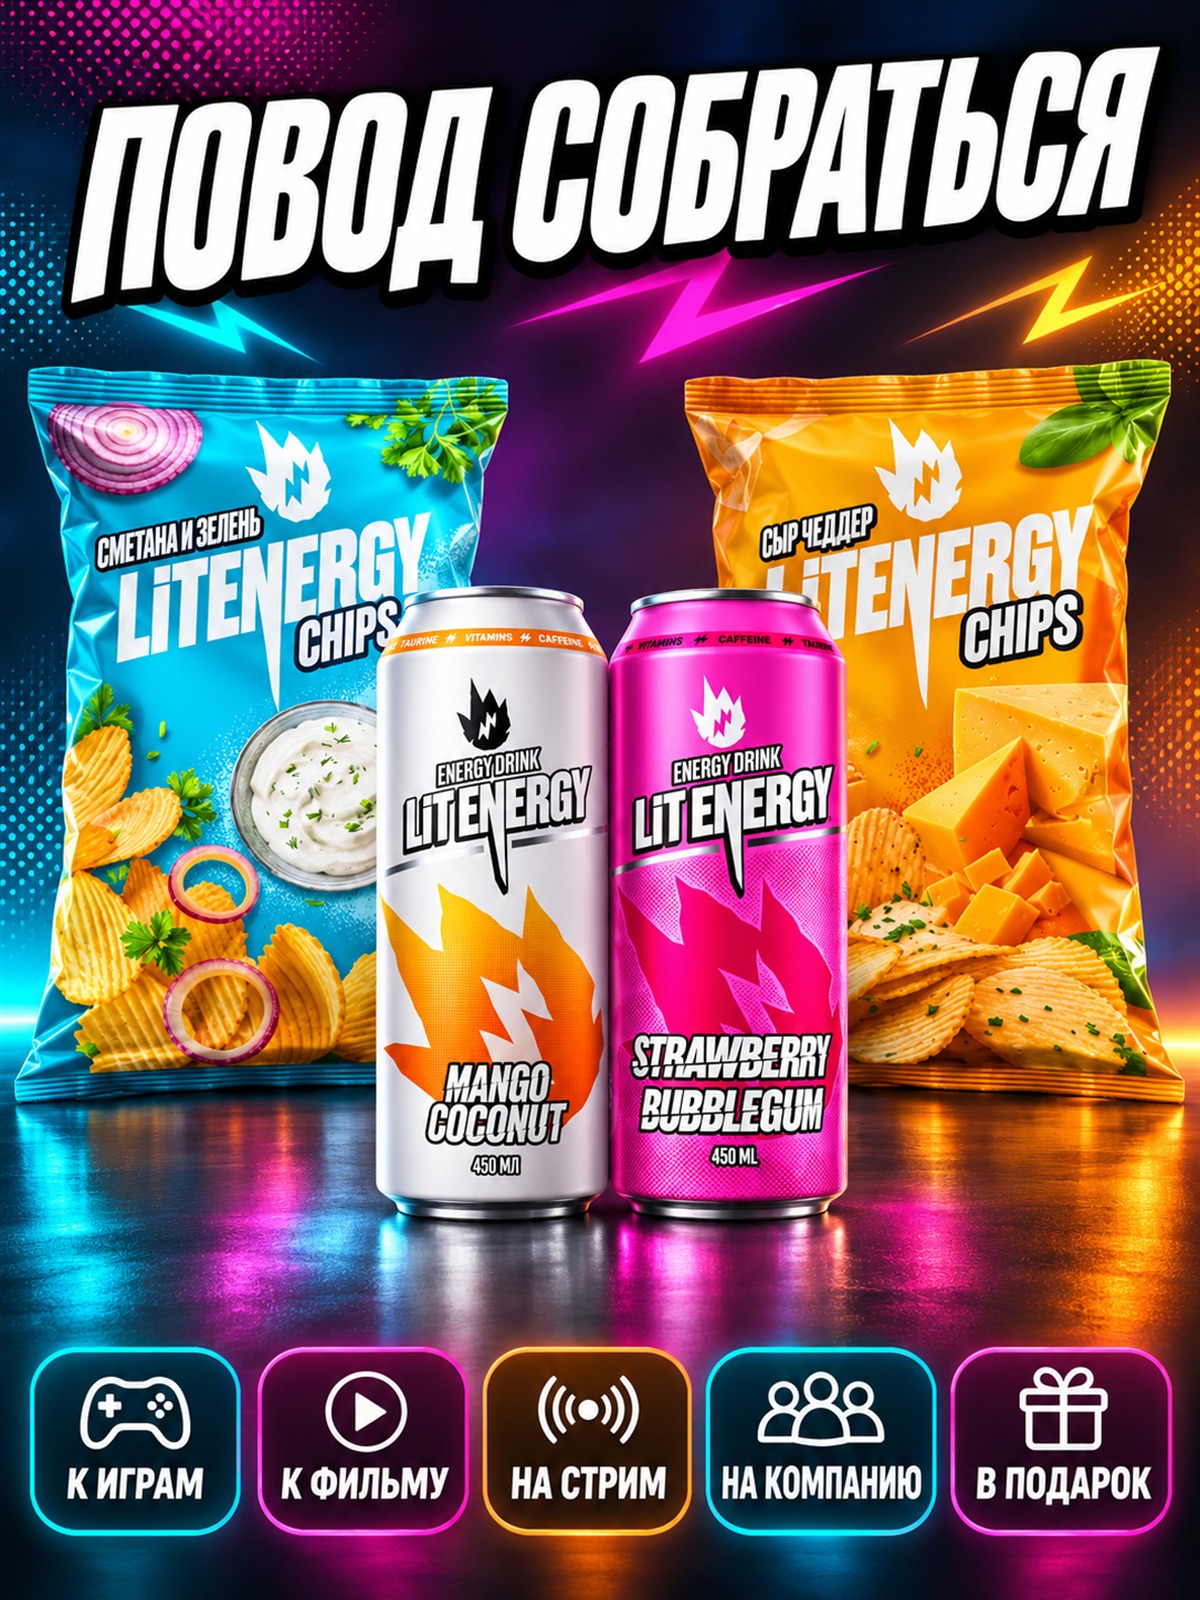 ПОВОД СОБРАТЬСЯ
СМЕТАНА И ЗЕЛЕНЬ
LITENERGY
CHIPS
СЫР ЧЕДДЕР
LITENERGY
CHIPS
TAURINE VITAMINS CAFFEINE
ENERGY DRINK
LIT ENERGY
MANGO
COCONUT
450 МЛ
VITAMINS CAFFEINE
ENERGY DRINK
LIT ENERGY
STRAWBERRY
BUBBLEGUM
450 ML
К ИГРАМ
К ФИЛЬМУ
НА СТРИМ
НА КОМПАНИЮ
В ПОДАРОК